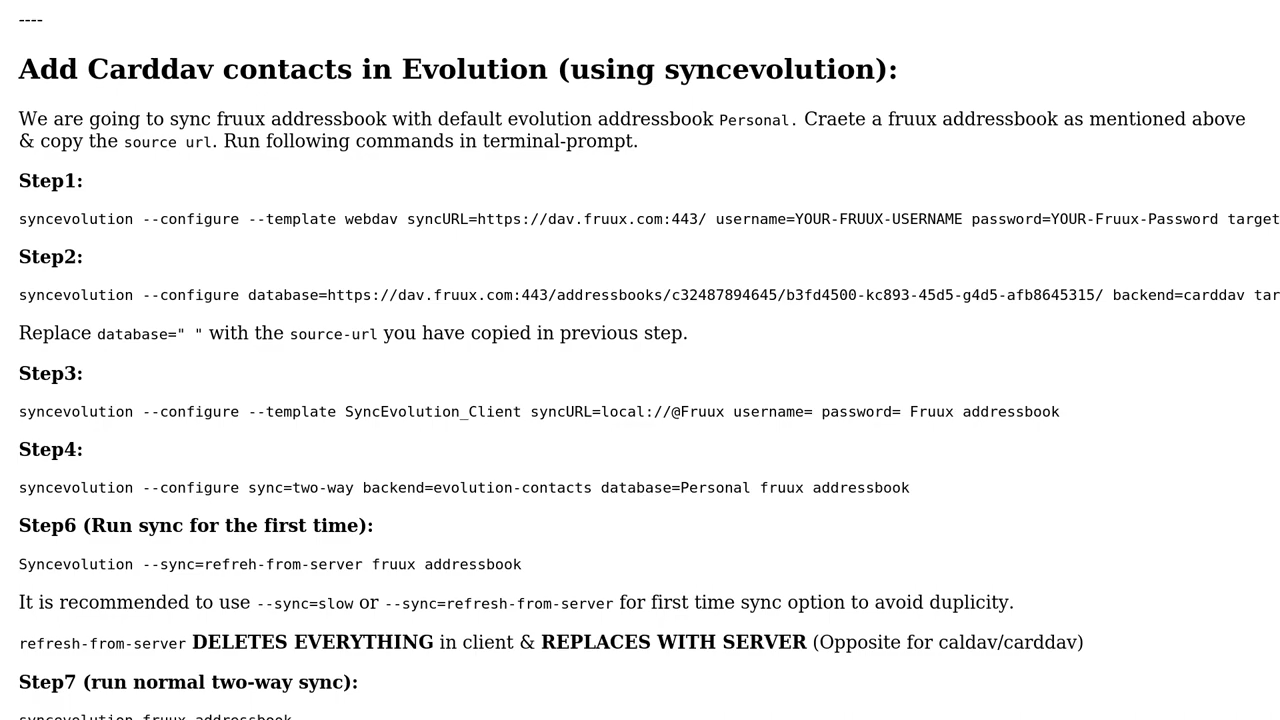 ----
Add Carddav contacts in Evolution (using syncevolution):
We are going to sync fruux addressbook with default evolution addressbook Personal. Craete a fruux addressbook as mentioned above
& copy the source url. Run following commands in terminal-prompt.
Step1:
syncevolution --configure --template webdav syncURL=https://dav.fruux.com:443/ username=YOUR-FRUUX-USERNAME password=YOUR-Fruux-Password target
Step2:
syncevolution --configure database=https://dav.fruux.com:443/addressbooks/c32487894645/b3fd4500-kc893-45d5-g4d5-afb8645315/ backend=carddav tar
Replace database=" " with the source-url you have copied in previous step.
Step3:
syncevolution --configure --template SyncEvolution_Client syncURL=local://@Fruux username= password= Fruux addressbook
Step4:
syncevolution --configure sync=two-way backend=evolution-contacts database=Personal fruux addressbook
Step6 (Run sync for the first time):
Syncevolution --sync=refreh-from-server fruux addressbook
It is recommended to use --sync=slow or --sync=refresh-from-server for first time sync option to avoid duplicity.
refresh-from-server DELETES EVERYTHING in client & REPLACES WITH SERVER (Opposite for caldav/carddav)
Step7 (run normal two-way sync):
syncevolution fruux addressbook